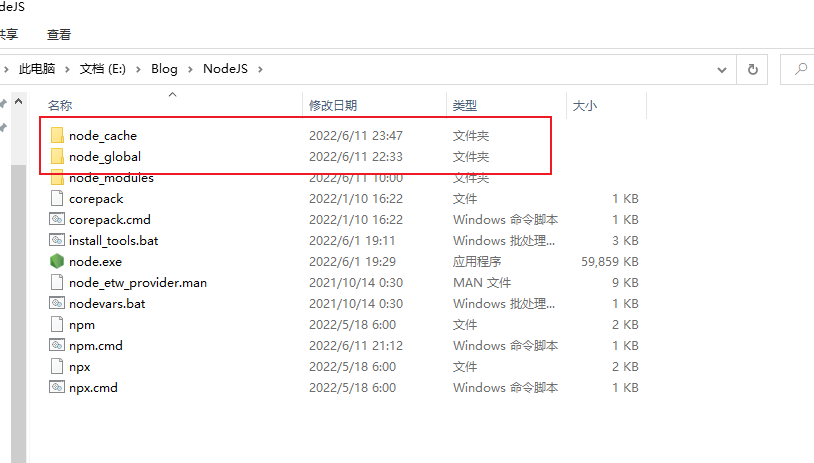 deJS
共享 查看
此电脑 文档 (E:) Blog NodeJS
名称 修改日期 类型 大小
node_cache 2022/6/11 23:47 文件夹
node_global 2022/6/11 22:33 文件夹
node_modules 2022/6/11 10:00 文件夹
corepack 2022/1/10 16:22 文件 1 KB
corepack.cmd 2022/1/10 16:22 Windows 命令脚本 1 KB
install_tools.bat 2022/6/1 19:11 Windows 批处理... 3 KB
node.exe 2022/6/1 19:29 应用程序 59,859 KB
node_etw_provider.man 2021/10/14 0:30 MAN 文件 9 KB
nodevars.bat 2021/10/14 0:30 Windows 批处理... 1 KB
npm 2022/5/18 6:00 文件 2 KB
npm.cmd 2022/6/11 21:12 Windows 命令脚本 1 KB
npx 2022/5/18 6:00 文件 2 KB
npx.cmd 2022/5/18 6:00 Windows 命令脚本 1 KB